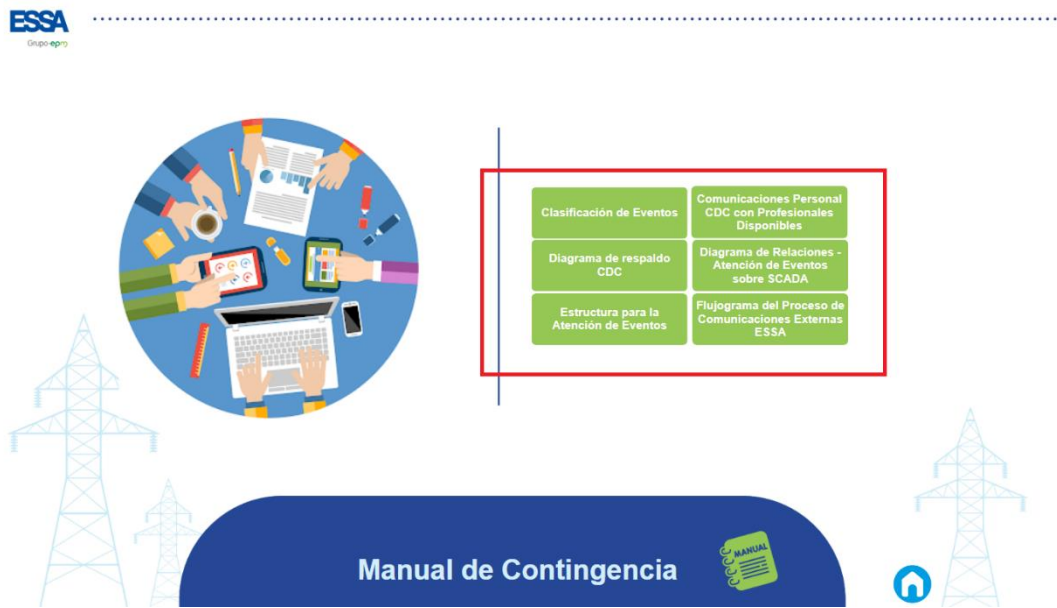 ESSA
Grupo·epm
Clasificación de Eventos
Comunicaciones Personal
CDC con Profesionales
Disponibles
Diagrama de respaldo
CDC
Diagrama de Relaciones -
Atención de Eventos
sobre SCADA
Estructura para la
Atención de Eventos
Flujograma del Proceso de
Comunicaciones Externas
ESSA
Manual de Contingencia
MANUAL